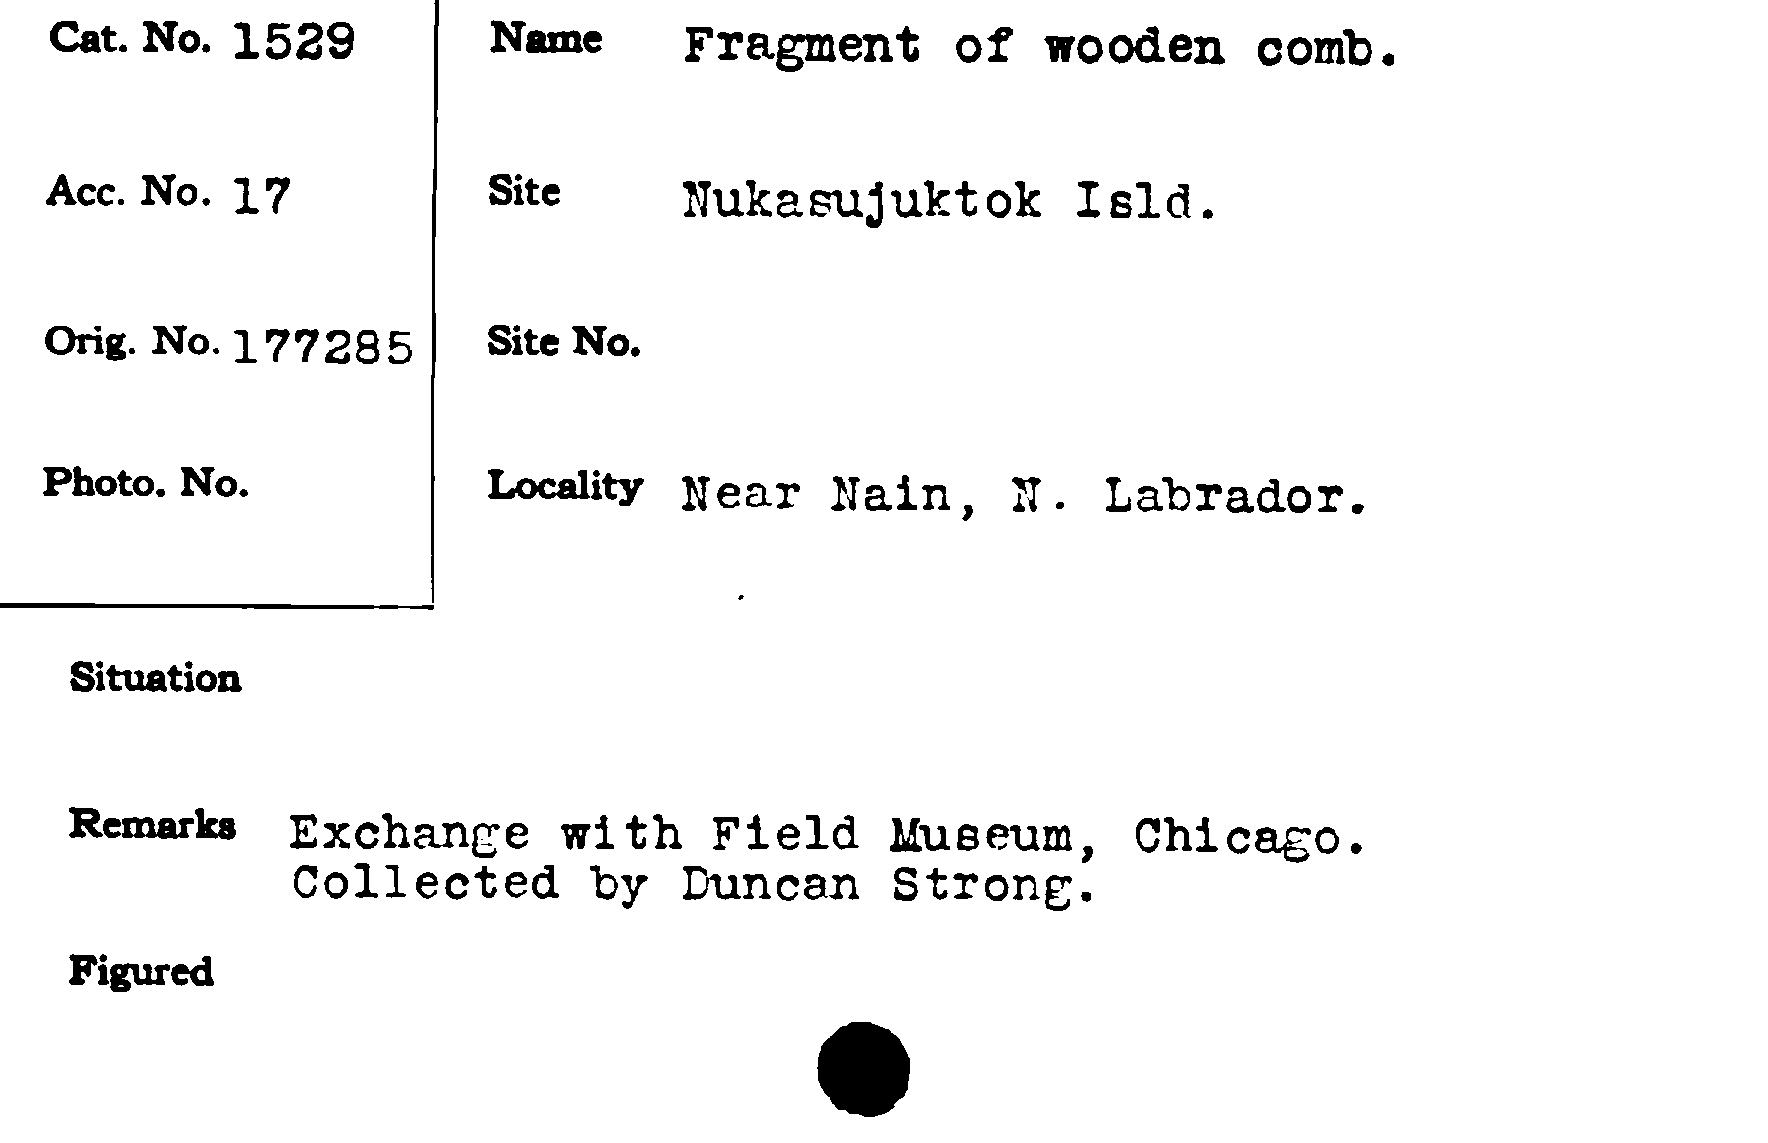 Cat. No. 1529
Name Fragment of wooden comb.
Acc. No. 17
Site Nukasujuktok Isld.
Orig. No. 177285
Site No.
Photo. No.
Locality Near Nain, N. Labrador.
Situation
Remarks Exchange with Field Museum, Chicago.
Collected by Duncan Strong.
Figured